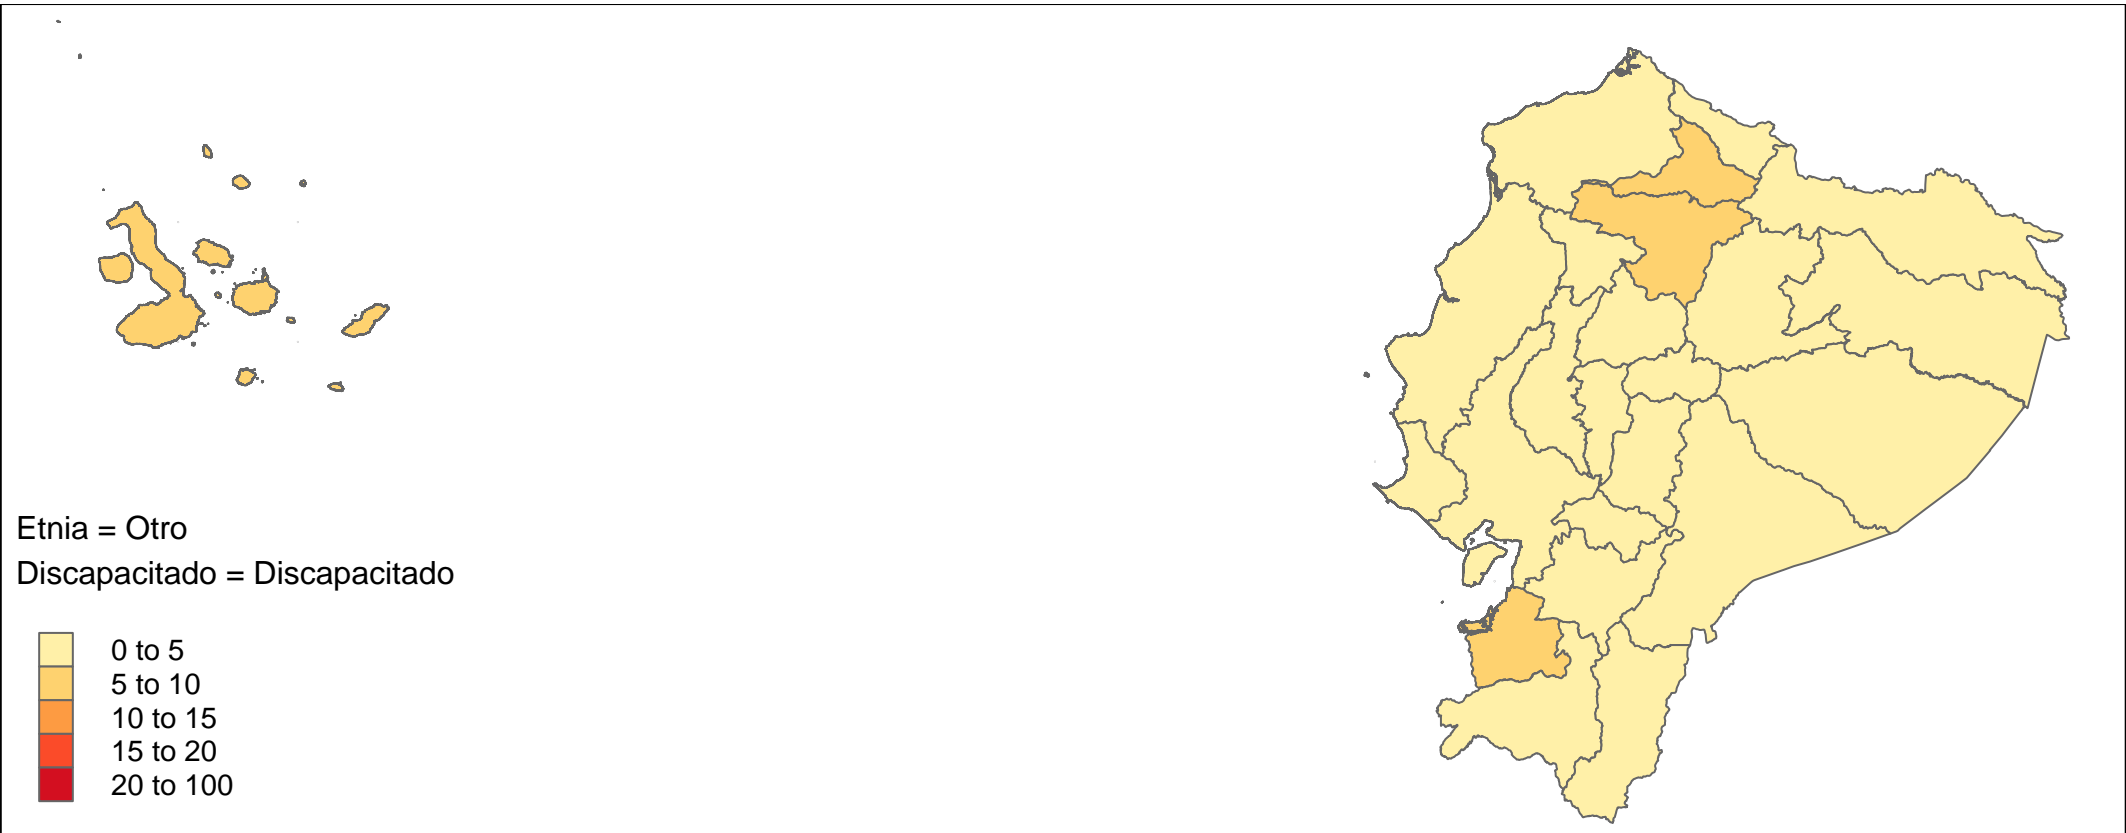 Etnia = Otro
Discapacitado = Discapacitado
0 to 5
5 to 10
10 to 15
15 to 20
20 to 100